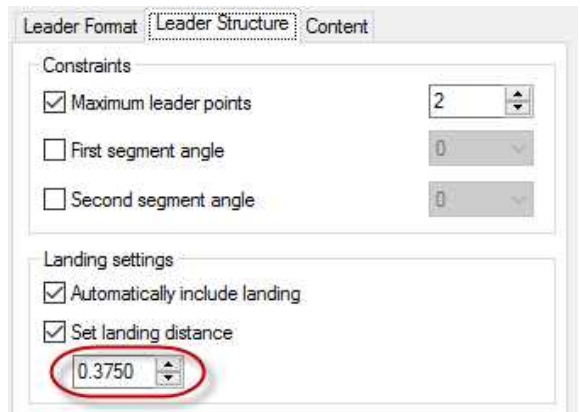 Leader Format Leader Structure Content
Constraints
Maximum leader points 2
First segment angle 0
Second segment angle 0
Landing settings
Automatically include landing
Set landing distance
0.3750